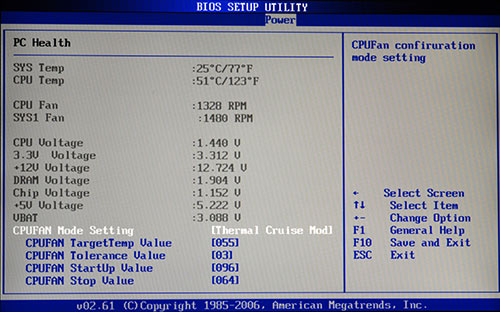 BIOS SETUP UTILITY
Power
PC Health
SYS Temp :25°C/77°F
CPU Temp :51°C/123°F
CPU Fan :1328 RPM
SYS1 Fan :1480 RPM
CPU Voltage :1.440 V
3.3V Voltage :3.312 V
+12V Voltage :12.724 V
DRAM Voltage :1.904 V
Chip Voltage :1.152 V
+5V Voltage :5.222 V
VBAT :3.088 V
CPUFAN Mode Setting [Thermal Cruise Mod]
CPUFAN TargetTemp Value [055]
CPUFAN Tolerance Value [03]
CPUFAN StartUp Value [096]
CPUFAN Stop Value [064]
CPUFan confiruration
mode setting
← Select Screen
↑↓ Select Item
+- Change Option
F1 General Help
F10 Save and Exit
ESC Exit
v02.61 (C)Copyright 1985-2006, American Megatrends, Inc.